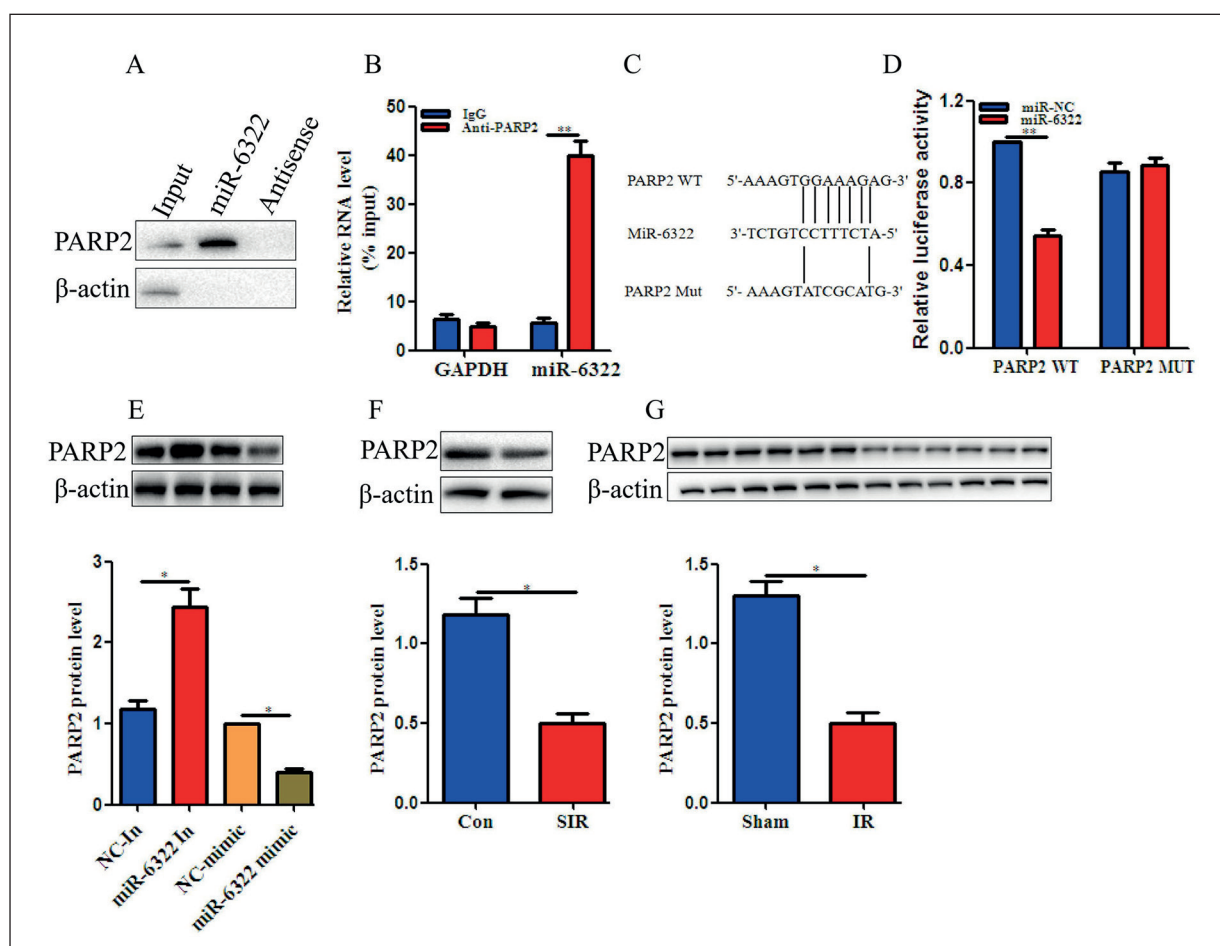 A
Input
miR-6322
Antisense
PARP2
β-actin
B
IgG
Anti-PARP2
**
Relative RNA level
(% input)
50
40
30
20
10
0
GAPDH
miR-6322
C
PARP2 WT 5'-AAAGTGGAAAGAG-3'
MiR-6322 3'-TCTGTCCTTTCTA-5'
PARP2 Mut 5'- AAAGTATCGCATG-3'
D
miR-NC
miR-6322
**
Relative luciferase activity
1.2
0.8
0.4
0.0
PARP2 WT
PARP2 MUT
E
PARP2
β-actin
PARP2 protein level
3
2
1
0
*
*
NC-In
miR-6322 In
NC-mimic
miR-6322 mimic
F
PARP2
β-actin
PARP2 protein level
1.5
1.0
0.5
0.0
*
Con
SIR
G
PARP2
β-actin
PARP2 protein level
1.5
1.0
0.5
0.0
*
Sham
IR